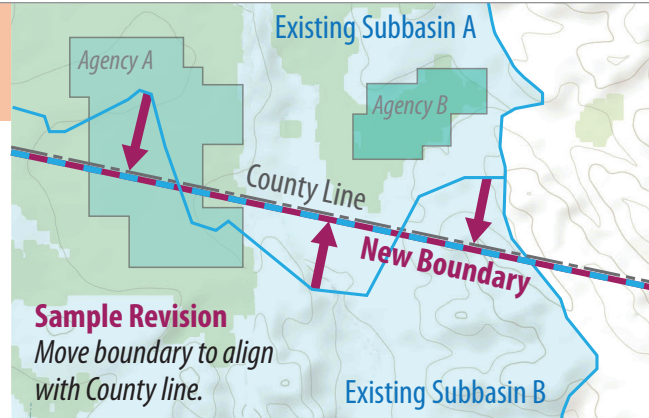 Existing Subbasin A
Agency A
Agency B
County Line
New Boundary
Sample Revision
Move boundary to align
with County line.
Existing Subbasin B